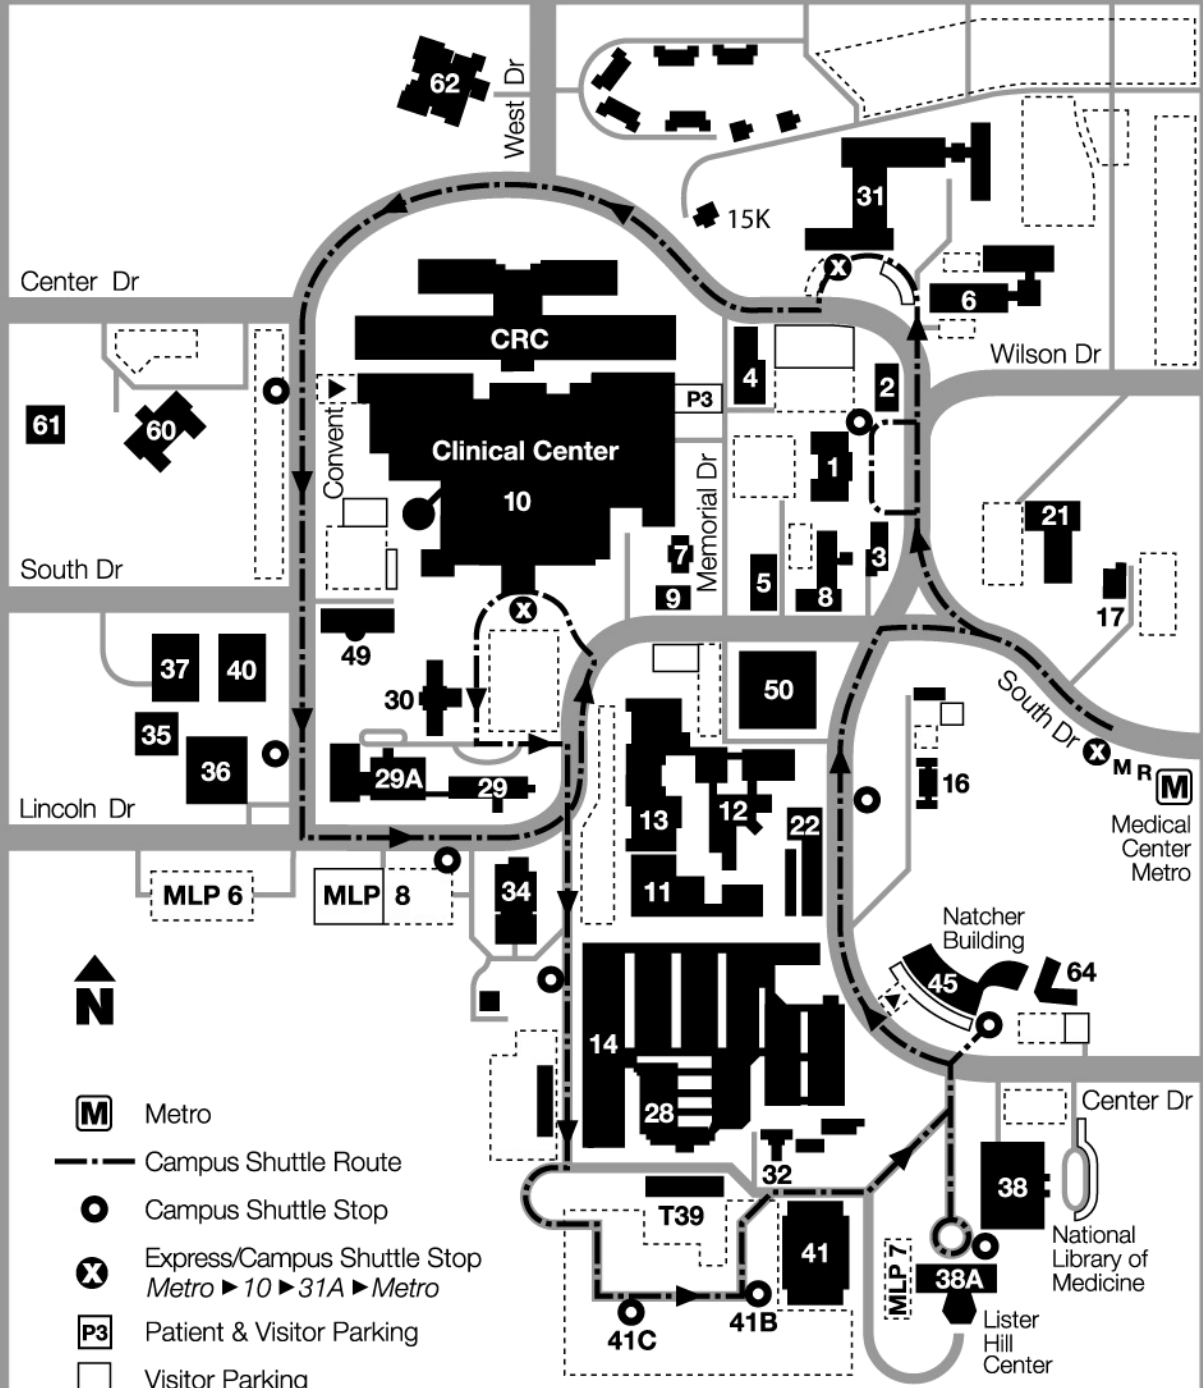 62
West Dr
31
15K
Center Dr
6
CRC
Wilson Dr
4
2
P3
61
60
Convent
Clinical Center
10
1
Memorial Dr
21
7
3
South Dr
5
8
9
17
49
37
40
30
50
South Dr
35
36
29A
29
16
M R M
Medical
Center
Metro
Lincoln Dr
13
12
22
MLP 6
MLP 8
34
11
Natcher
Building
45
64
N
14
28
Center Dr
M Metro
Campus Shuttle Route
32
38
Campus Shuttle Stop
T39
41
National
Library of
Medicine
X Express/Campus Shuttle Stop
Metro ▶ 10 ▶ 31A ▶ Metro
MLP 7
38A
41C
41B
Lister
Hill
Center
P3 Patient & Visitor Parking
Visitor Parking